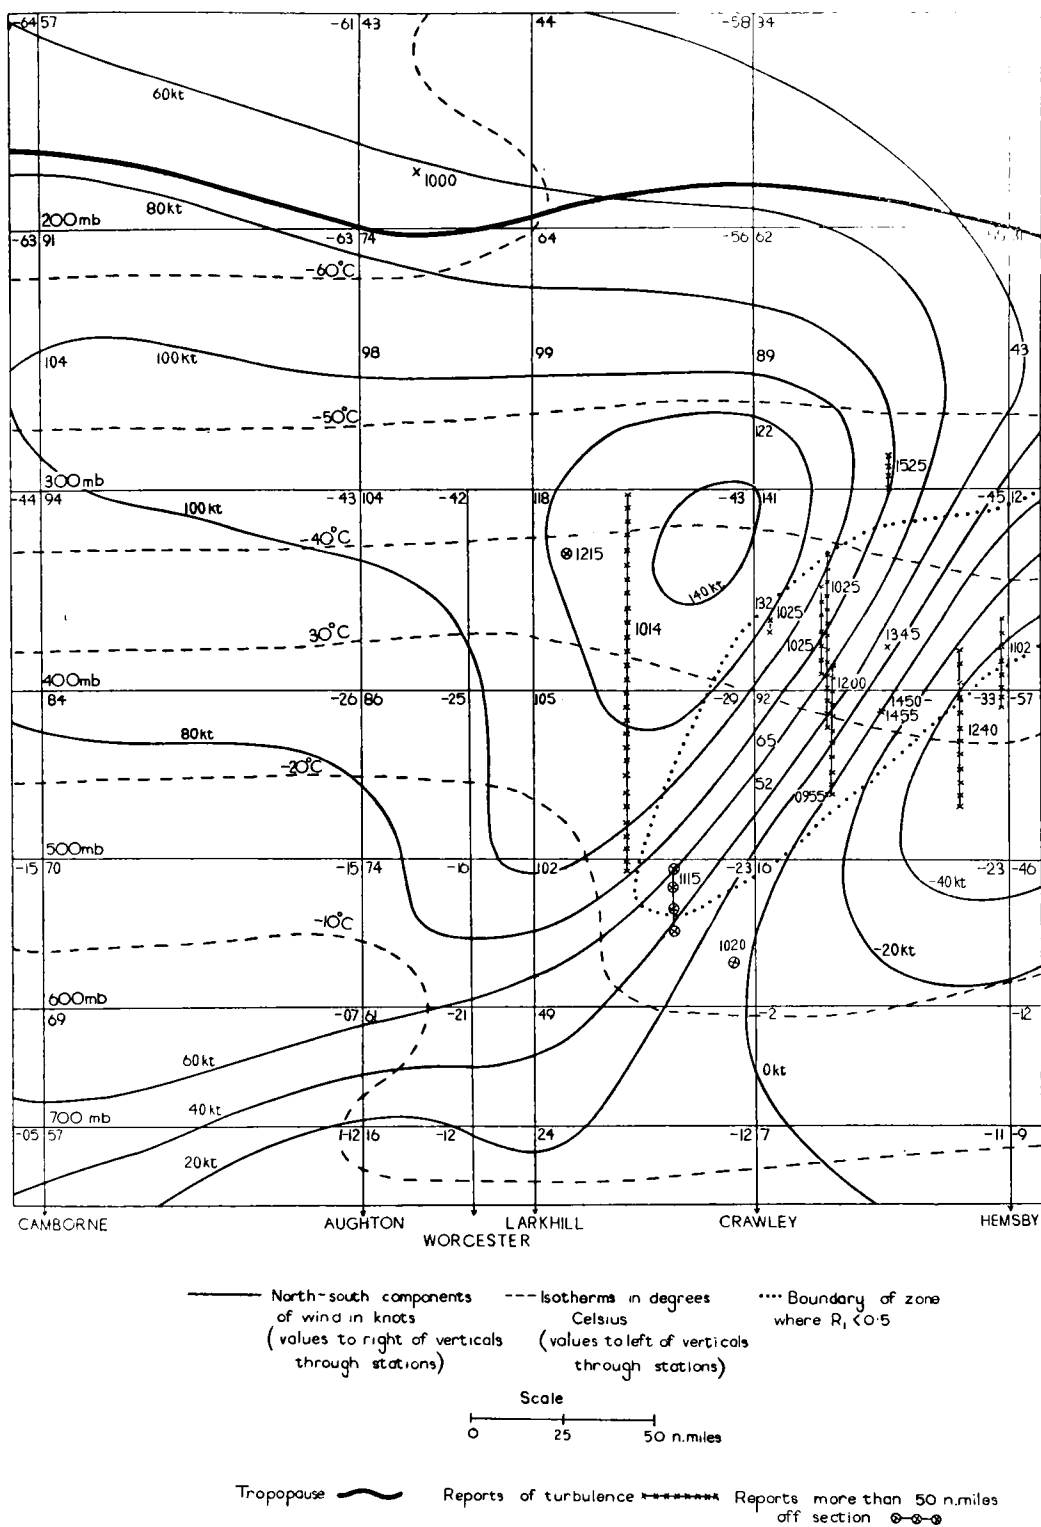 -64 57 -61 43 44 -58 34
60kt
1000
80kt
200mb
-63 91 -63 74 64 -56 62
-60°C
104 100kt 98 99 89 43
-50°C
122
1525
300mb
-44 94 -43 104 -42 118 -43 141 -45 12
100kt
-40°C
1215
140kt
132
1025
1025
1025
1014
30°C
1345
1102
400mb
84 -26 86 -25 105 -29 92 1200 -33 -57
1450-
1455
80kt
65
1240
-20°C
52
0955
500mb
-15 70 -15 74 -16 102 -23 16 -23 -46
1115
-40kt
-10°C
1020
-20kt
600mb
69 -07 61 -21 49 -2 -12
60kt
0kt
40kt
700 mb
-05 57 -12 16 -12 24 -12 7 -11 -9
20kt
CAMBORNE AUGHTON LARKHILL CRAWLEY HEMSBY
WORCESTER
North-south components of wind in knots (values to right of verticals through stations)
Isotherms in degrees Celsius (values to left of verticals through stations)
Boundary of zone where Ri <0·5
Scale
0 25 50 n.miles
Tropopause
Reports of turbulence
Reports more than 50 n.miles off section